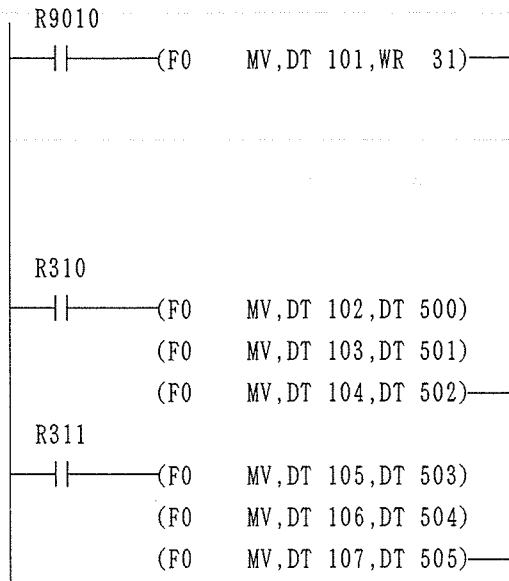 R9010
(F0 MV,DT 101,WR 31)
R310
(F0 MV,DT 102,DT 500)
(F0 MV,DT 103,DT 501)
(F0 MV,DT 104,DT 502)
R311
(F0 MV,DT 105,DT 503)
(F0 MV,DT 106,DT 504)
(F0 MV,DT 107,DT 505)